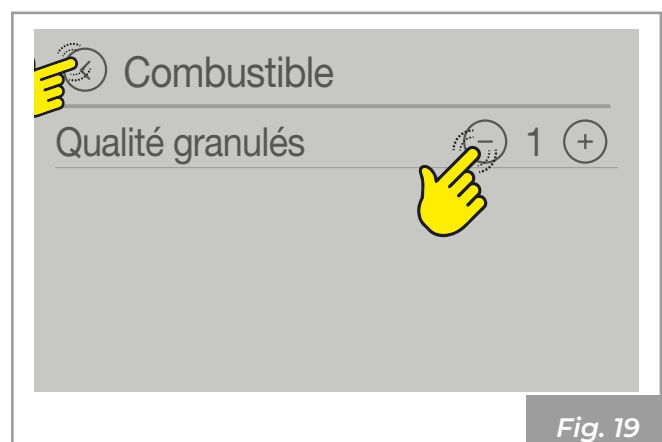 Combustible
Qualité granulés - 1 +
Fig. 19